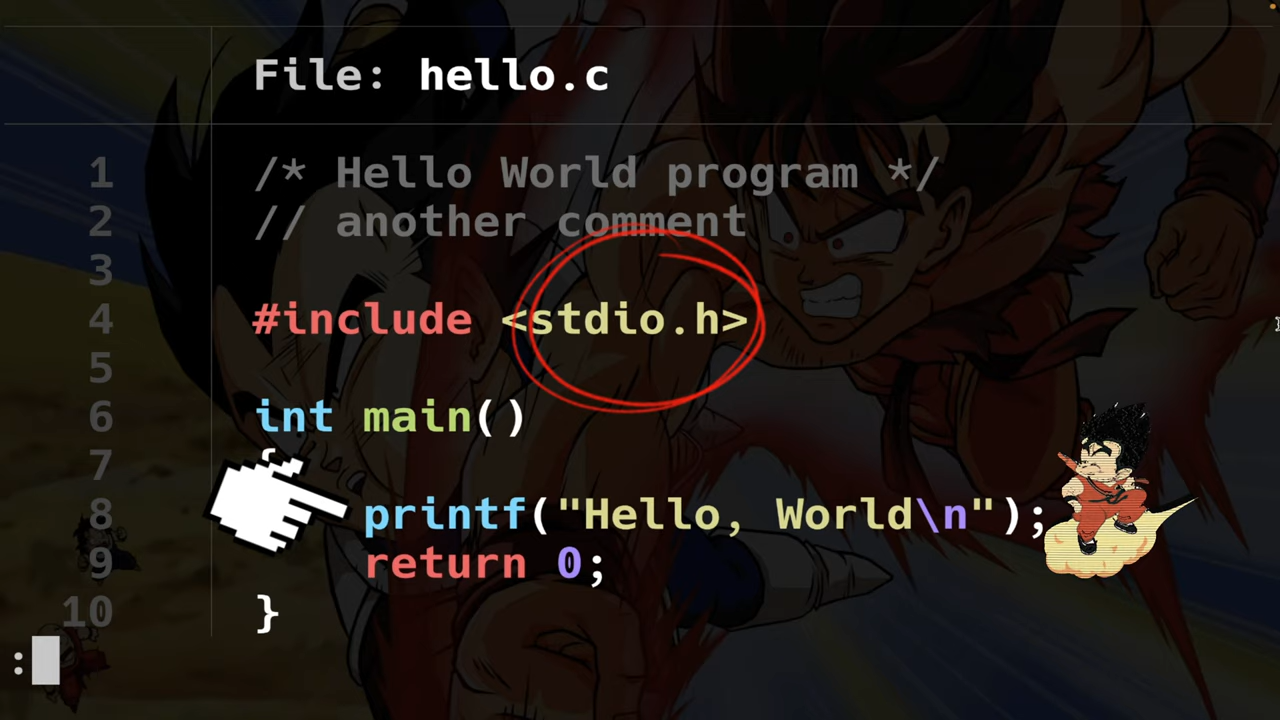 File: hello.c
1 /* Hello World program */
2 // another comment
3
4 #include <stdio.h>
5
6 int main()
7 {
8 printf("Hello, World\n");
9 return 0;
10 }
: